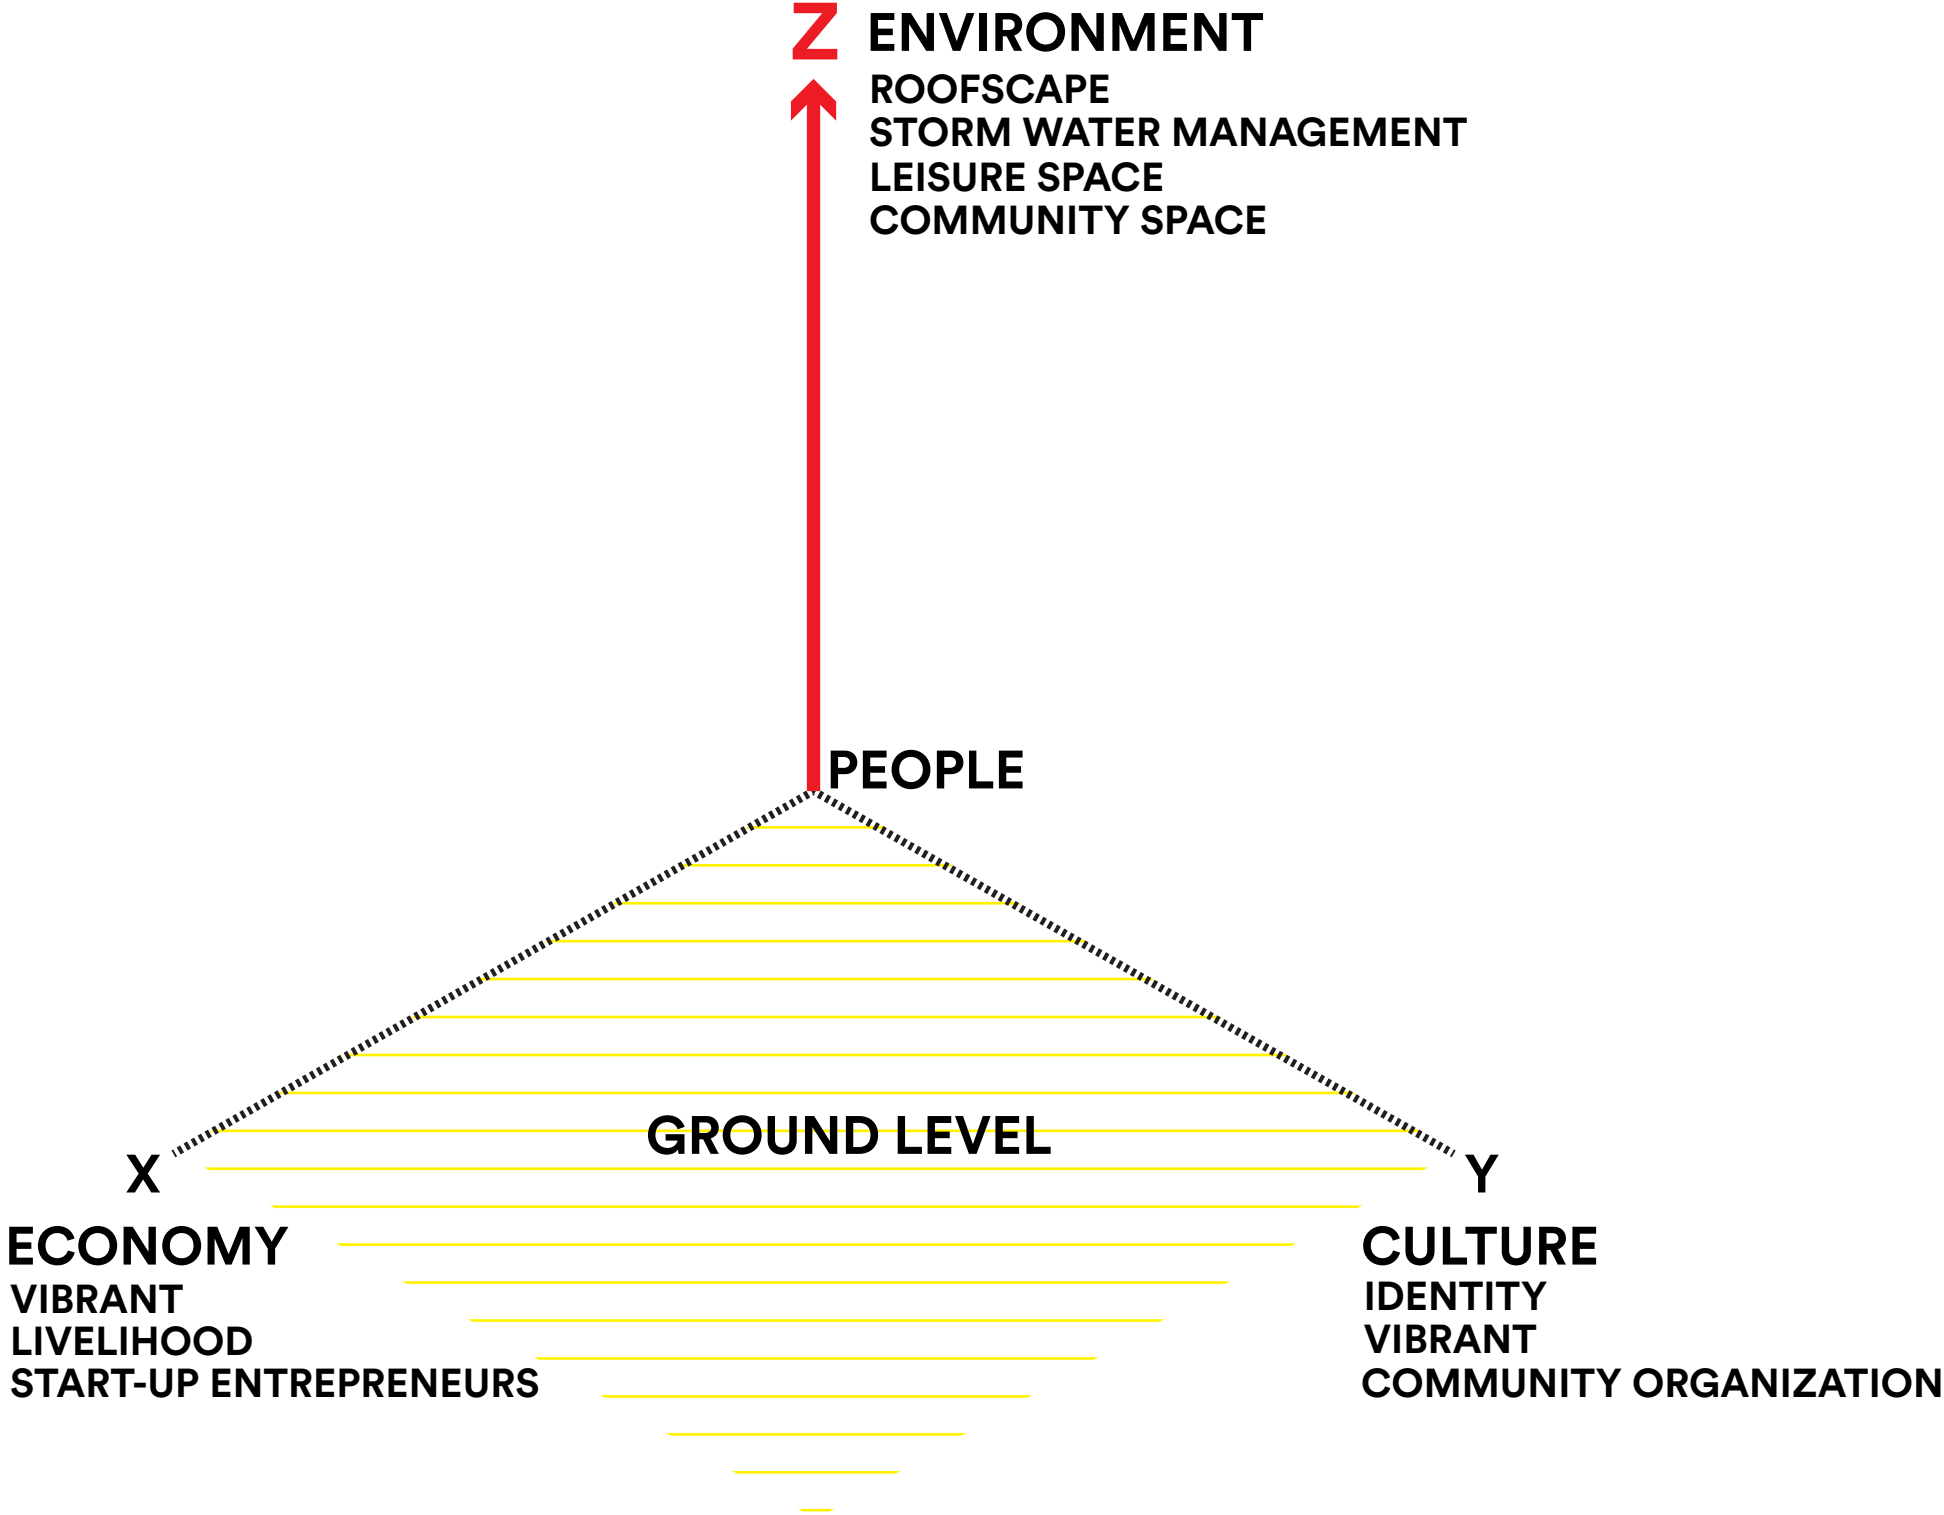 Z ENVIRONMENT
ROOFSCAPE
STORM WATER MANAGEMENT
LEISURE SPACE
COMMUNITY SPACE
PEOPLE
GROUND LEVEL
X
ECONOMY
VIBRANT
LIVELIHOOD
START-UP ENTREPRENEURS
Y
CULTURE
IDENTITY
VIBRANT
COMMUNITY ORGANIZATION